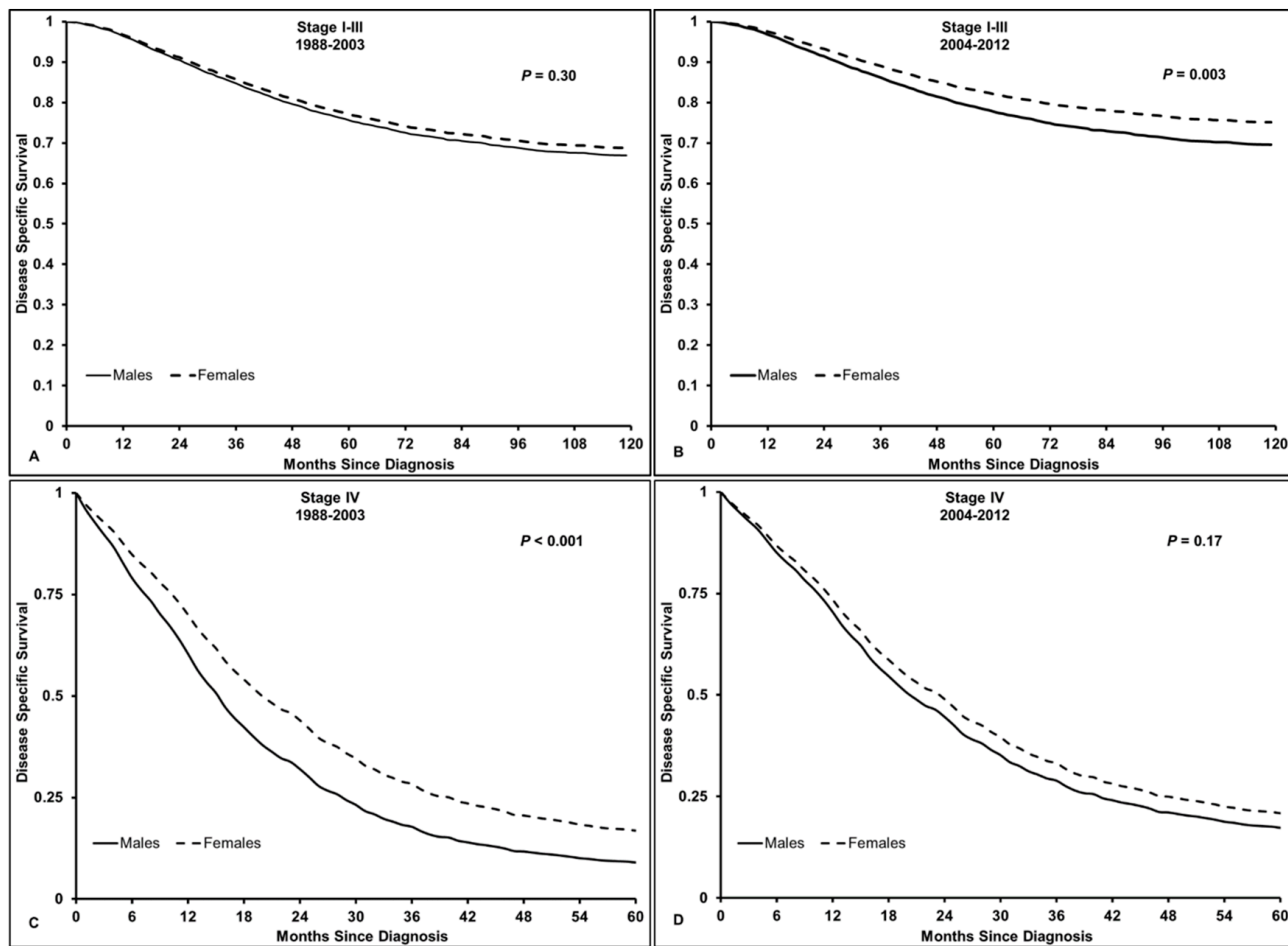 Stage I-III
1988-2003
P = 0.30
Disease Specific Survival
1
0.9
0.8
0.7
0.6
0.5
0.4
0.3
0.2
0.1
0
Males Females
0 12 24 36 48 60 72 84 96 108 120
A
Months Since Diagnosis
Stage I-III
2004-2012
P = 0.003
Disease Specific Survival
1
0.9
0.8
0.7
0.6
0.5
0.4
0.3
0.2
0.1
0
Males Females
0 12 24 36 48 60 72 84 96 108 120
B
Months Since Diagnosis
Stage IV
1988-2003
P < 0.001
Disease Specific Survival
1
0.75
0.5
0.25
0
Males Females
0 6 12 18 24 30 36 42 48 54 60
C
Months Since Diagnosis
Stage IV
2004-2012
P = 0.17
Disease Specific Survival
1
0.75
0.5
0.25
0
Males Females
0 6 12 18 24 30 36 42 48 54 60
D
Months Since Diagnosis